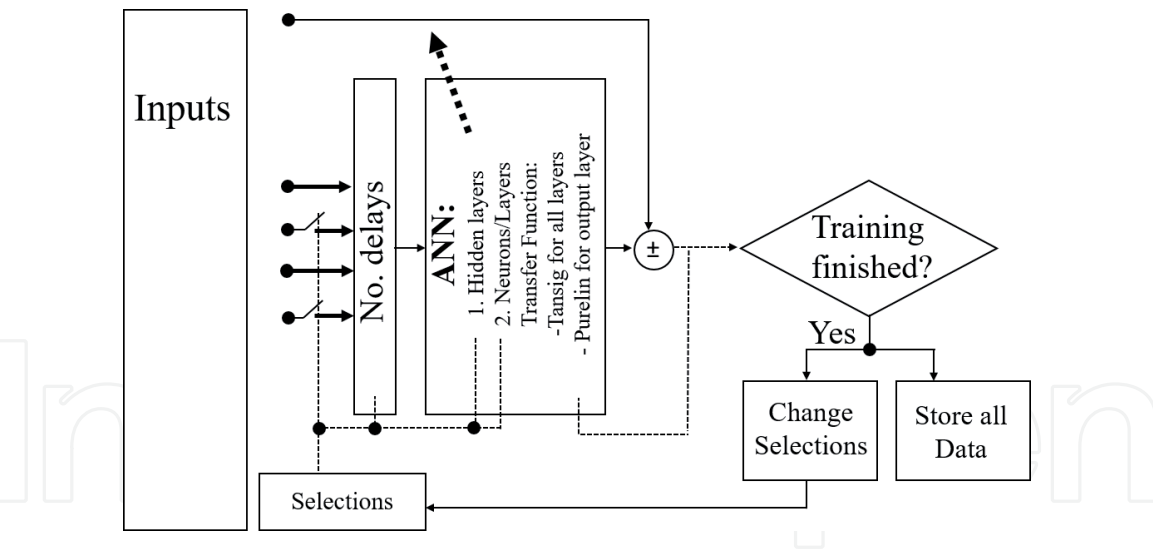 Inputs
No. delays
ANN:
1. Hidden layers
2. Neurons/Layers
Transfer Function:
-Tansig for all layers
- Purelin for output layer
±
Training
finished?
Yes
Change
Selections
Store all
Data
Selections